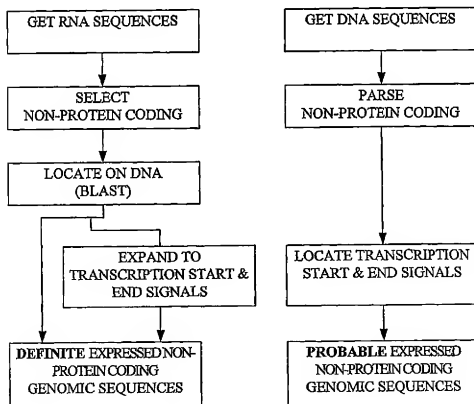 GET RNA SEQUENCES
SELECT
NON-PROTEIN CODING
LOCATE ON DNA
(BLAST)
EXPAND TO
TRANSCRIPTION START &
END SIGNALS
DEFINITE EXPRESSED NON-
PROTEIN CODING
GENOMIC SEQUENCES
GET DNA SEQUENCES
PARSE
NON-PROTEIN CODING
LOCATE TRANSCRIPTION
START & END SIGNALS
PROBABLE EXPRESSED
NON-PROTEIN CODING
GENOMIC SEQUENCES